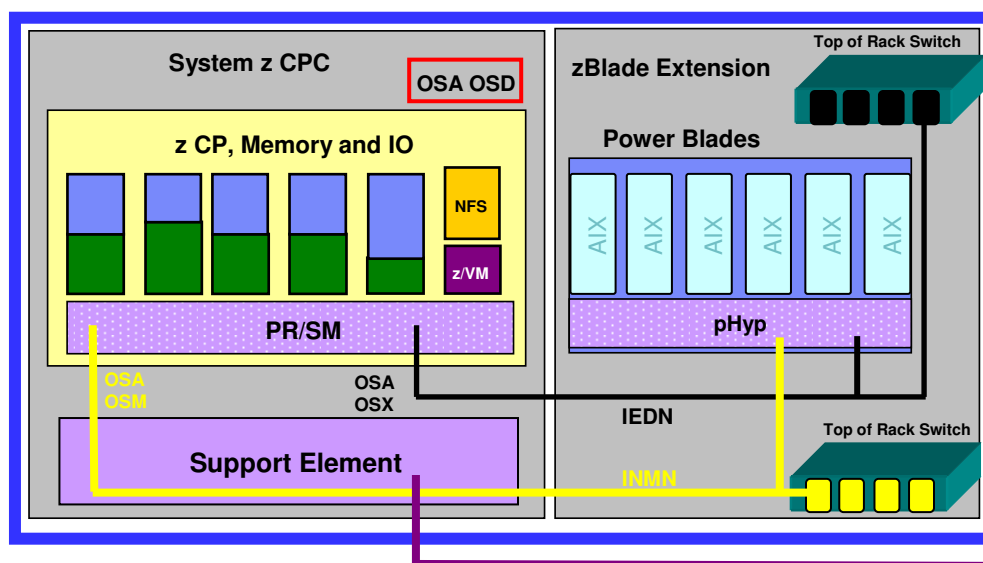 System z CPC
OSA OSD
z CP, Memory and IO
NFS
z/VM
PR/SM
OSA
OSM
OSA
OSX
Support Element
zBlade Extension
Top of Rack Switch
Power Blades
AIX
AIX
AIX
AIX
AIX
AIX
pHyp
IEDN
Top of Rack Switch
INMN